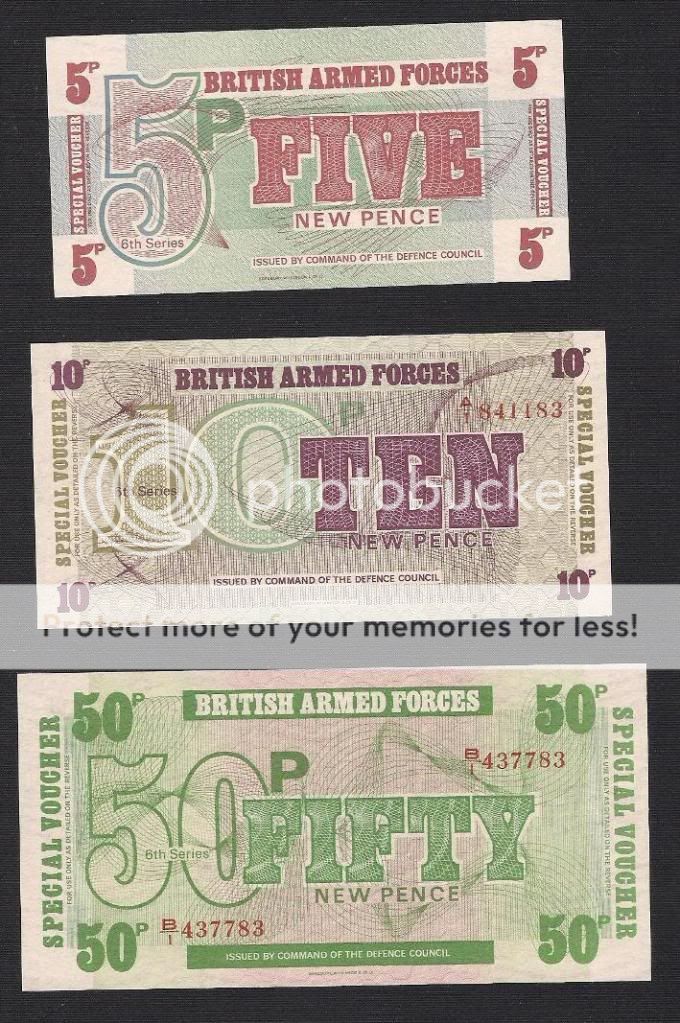 5P
BRITISH ARMED FORCES
5P
SPECIAL VOUCHER
5P
FIVE
NEW PENCE
6th Series
SPECIAL VOUCHER
ISSUED BY COMMAND OF THE DEFENCE COUNCIL
5P
5P
10P
BRITISH ARMED FORCES
10P
A/1 841183
SPECIAL VOUCHER
FOR USE ONLY AS DETAILED ON THE REVERSE
10P
6th Series
TEN
NEW PENCE
FOR USE ONLY AS DETAILED ON THE REVERSE
SPECIAL VOUCHER
ISSUED BY COMMAND OF THE DEFENCE COUNCIL
10P
10P
photobucket
Protect more of your memories for less!
50P
BRITISH ARMED FORCES
50P
B/1 437783
SPECIAL VOUCHER
FOR USE ONLY AS DETAILED ON THE REVERSE
50P
6th Series
FIFTY
NEW PENCE
FOR USE ONLY AS DETAILED ON THE REVERSE
SPECIAL VOUCHER
B/1 437783
50P
ISSUED BY COMMAND OF THE DEFENCE COUNCIL
50P